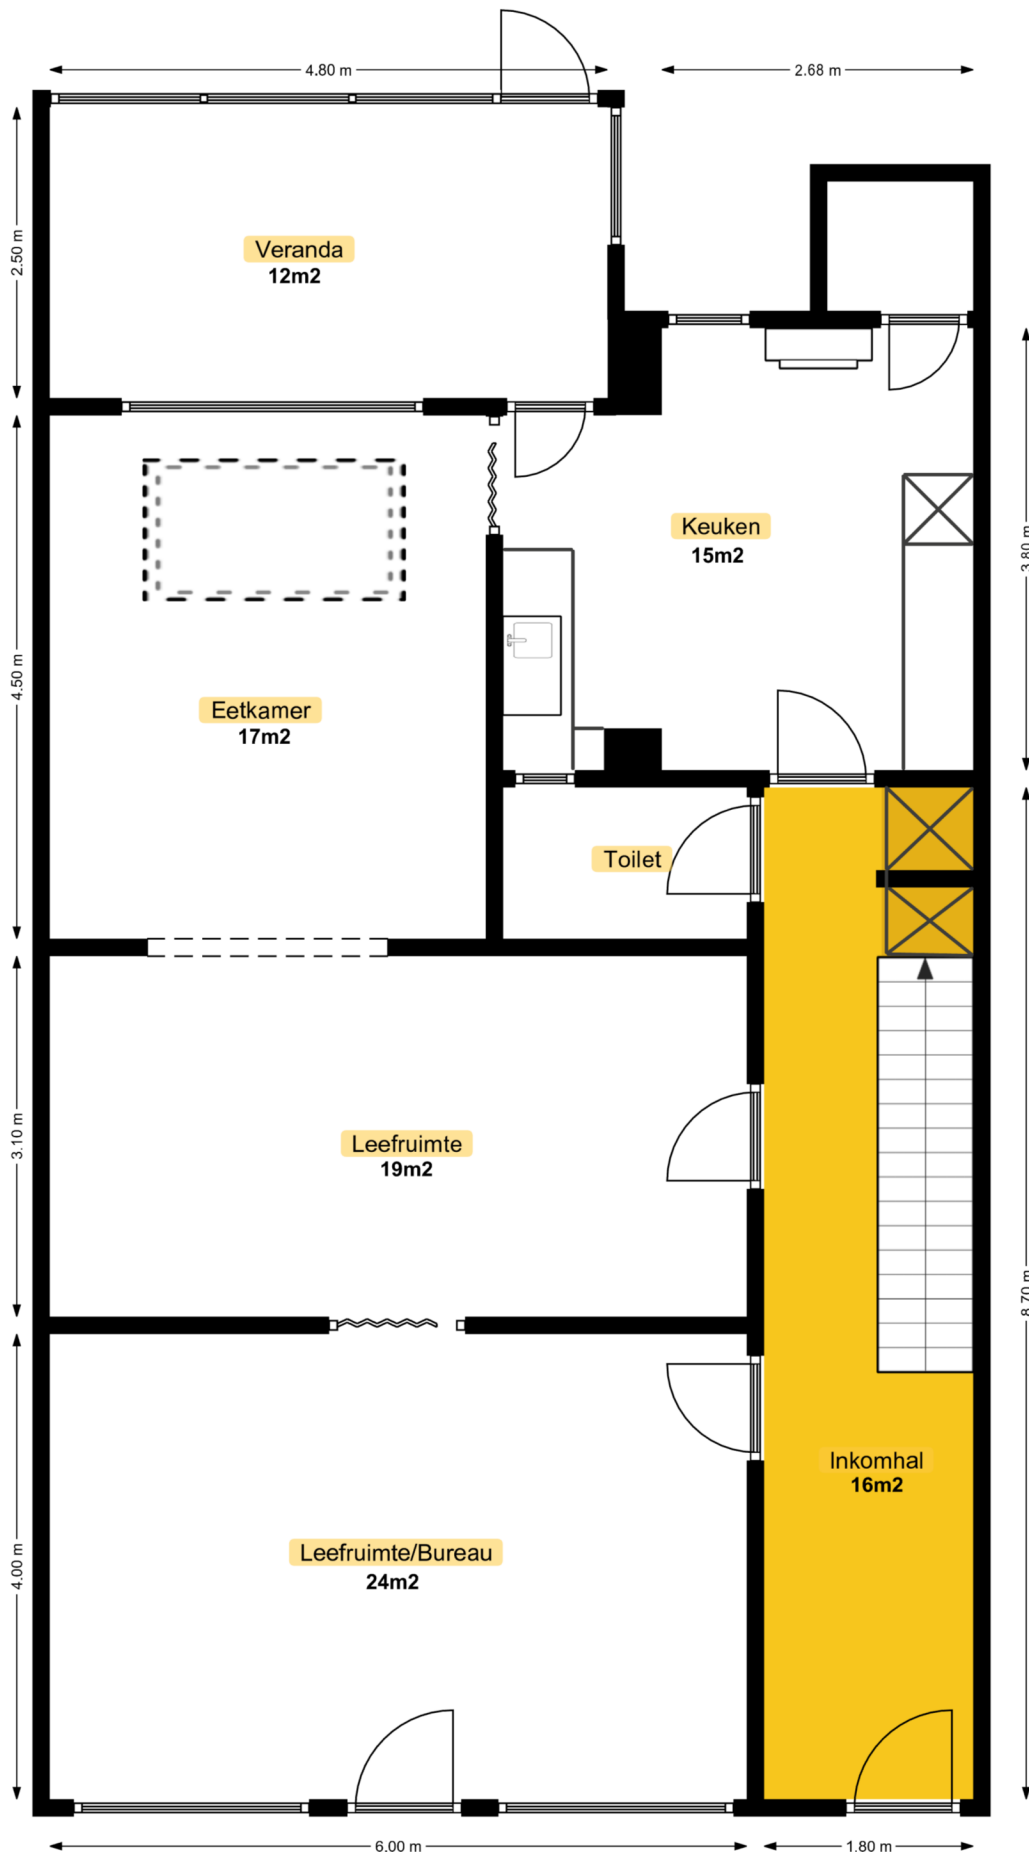 4.80 m
2.68 m
2.50 m
Veranda
12m2
3.80 m
Keuken
15m2
4.50 m
Eetkamer
17m2
Toilet
3.10 m
Leefruimte
19m2
8.70 m
Inkomhal
16m2
4.00 m
Leefruimte/Bureau
24m2
6.00 m
1.80 m